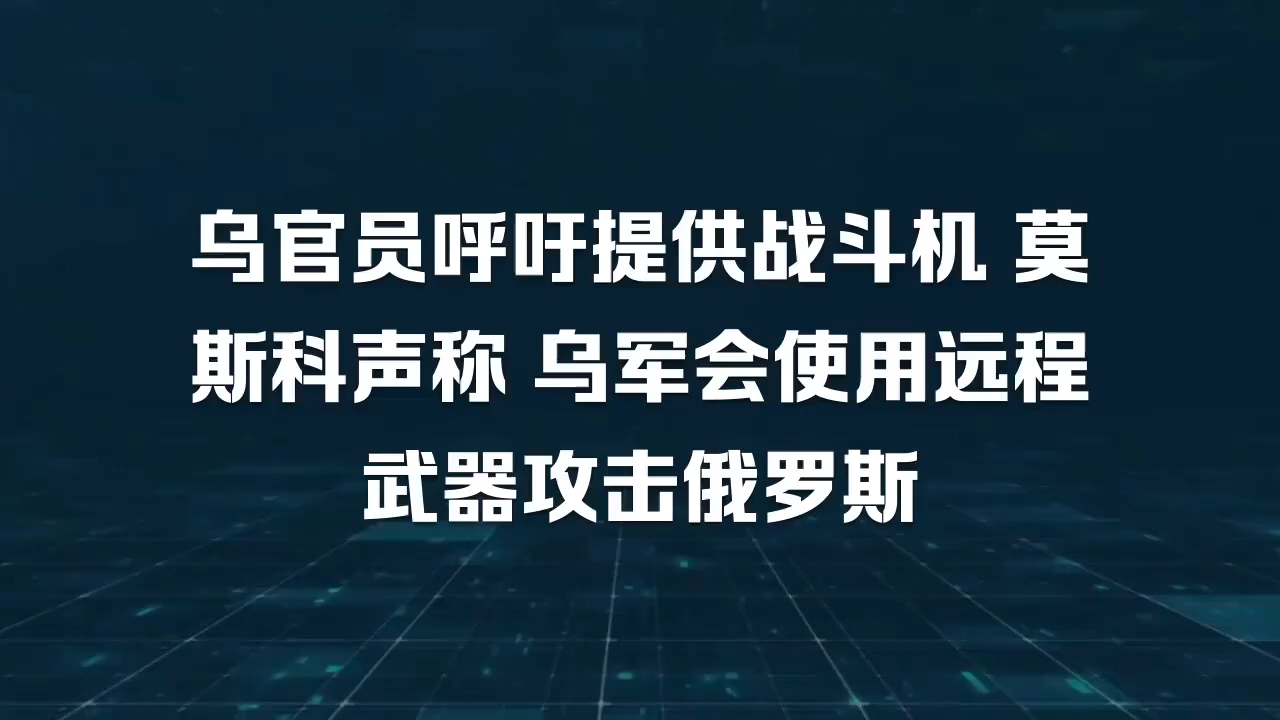 乌官员呼吁提供战斗机 莫
斯科声称 乌军会使用远程
武器攻击俄罗斯